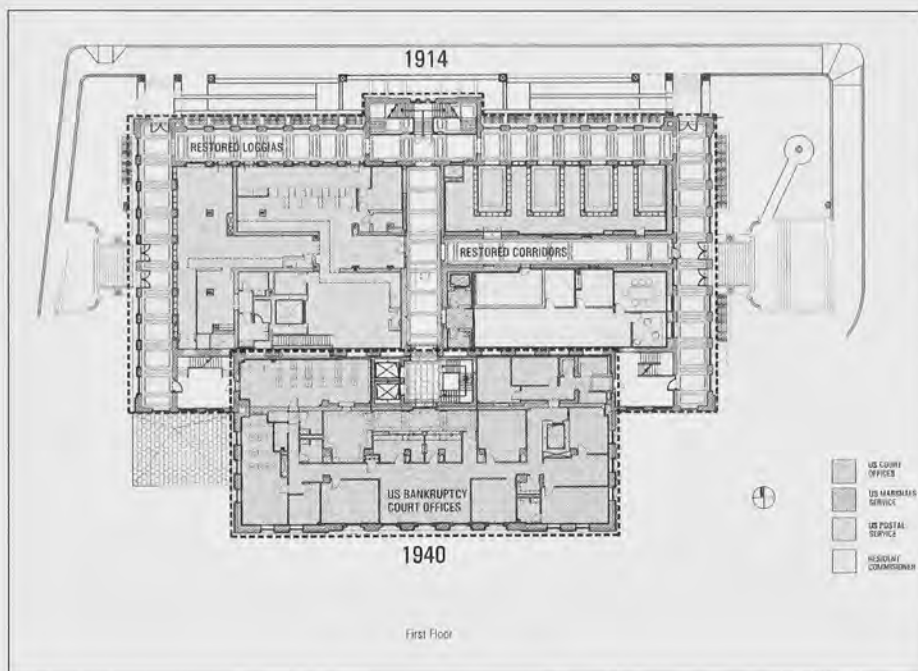 1914
RESTORED LOGGIAS
RESTORED CORRIDORS
US BANKRUPTCY
COURT OFFICES
1940
US COURT
OFFICES
US MARSHALS
SERVICE
US POSTAL
SERVICE
RESIDENT
COMMISIONER
First Floor